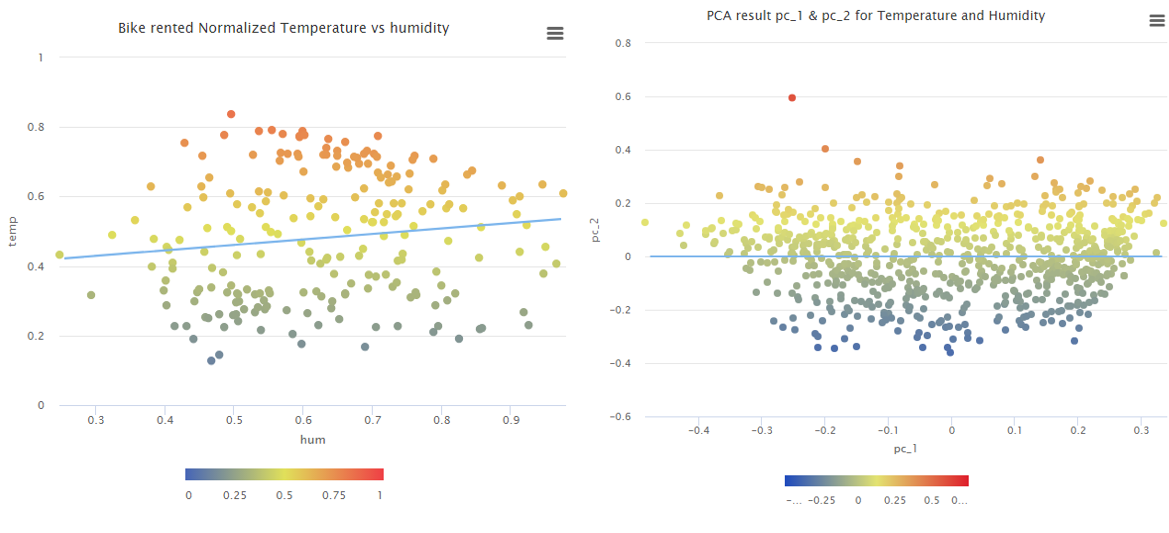 Bike rented Normalized Temperature vs humidity
1
0.8
0.6
0.4
0.2
0
temp
0.3 0.4 0.5 0.6 0.7 0.8 0.9
hum
0 0.25 0.5 0.75 1
PCA result pc_1 & pc_2 for Temperature and Humidity
0.8
0.6
0.4
0.2
0
-0.2
-0.4
-0.6
pc_2
-0.4 -0.3 -0.2 -0.1 0 0.1 0.2 0.3
pc_1
-... -0.25 0 0.25 0.5 0...